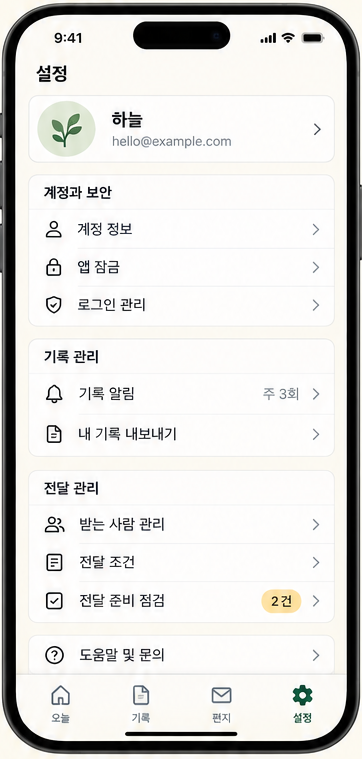 9:41
설정
하늘
hello@example.com
계정과 보안
계정 정보
앱 잠금
로그인 관리
기록 관리
기록 알림 주 3회
내 기록 내보내기
전달 관리
받는 사람 관리
전달 조건
전달 준비 점검 2건
도움말 및 문의
오늘 기록 편지 설정